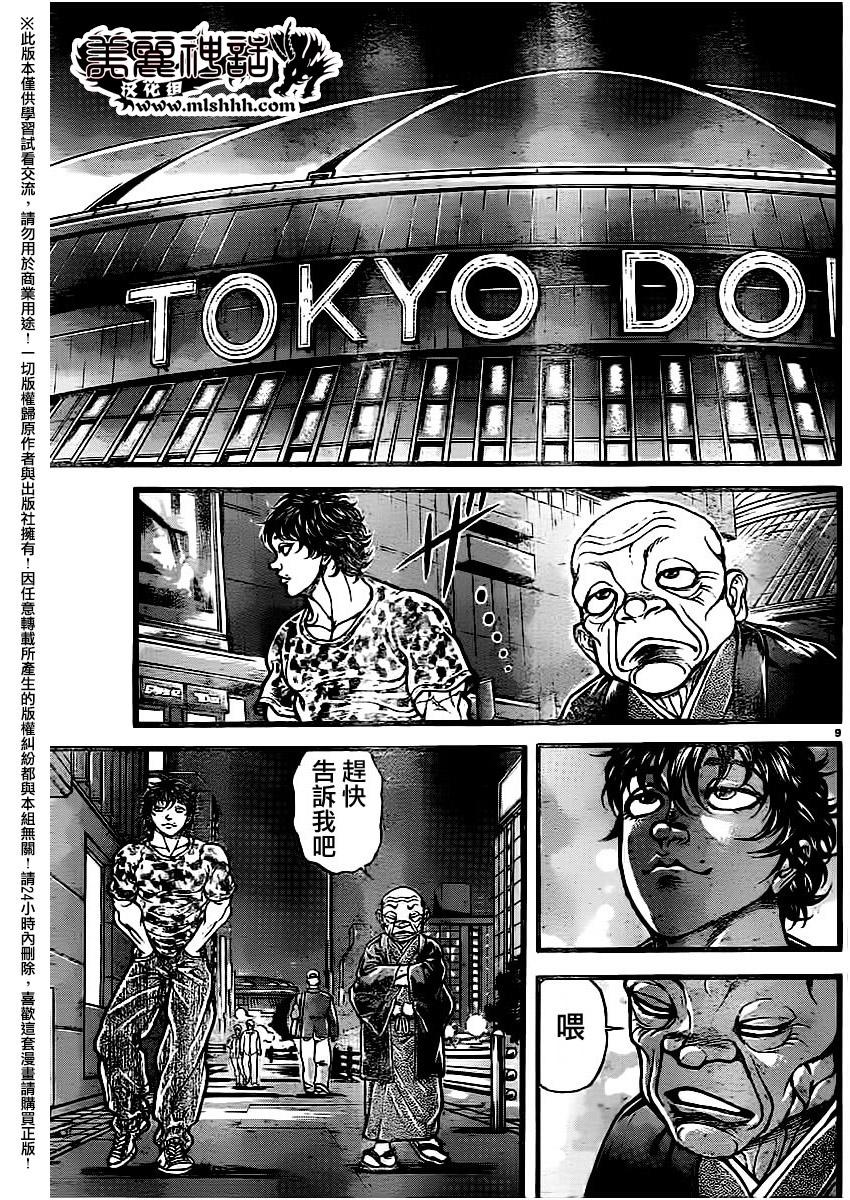 ※此版本僅供學習試看交流，請勿用於商業用途！一切版權歸原作者與出版社擁有！因任意轉載所產生的版權糾紛都與本組無關！請24小時內刪除，喜歡這套漫畫請購買正版！
美麗神話
汉化组
www.mlshhh.com
TOKYO DO
9
喂
趕快
告訴我吧